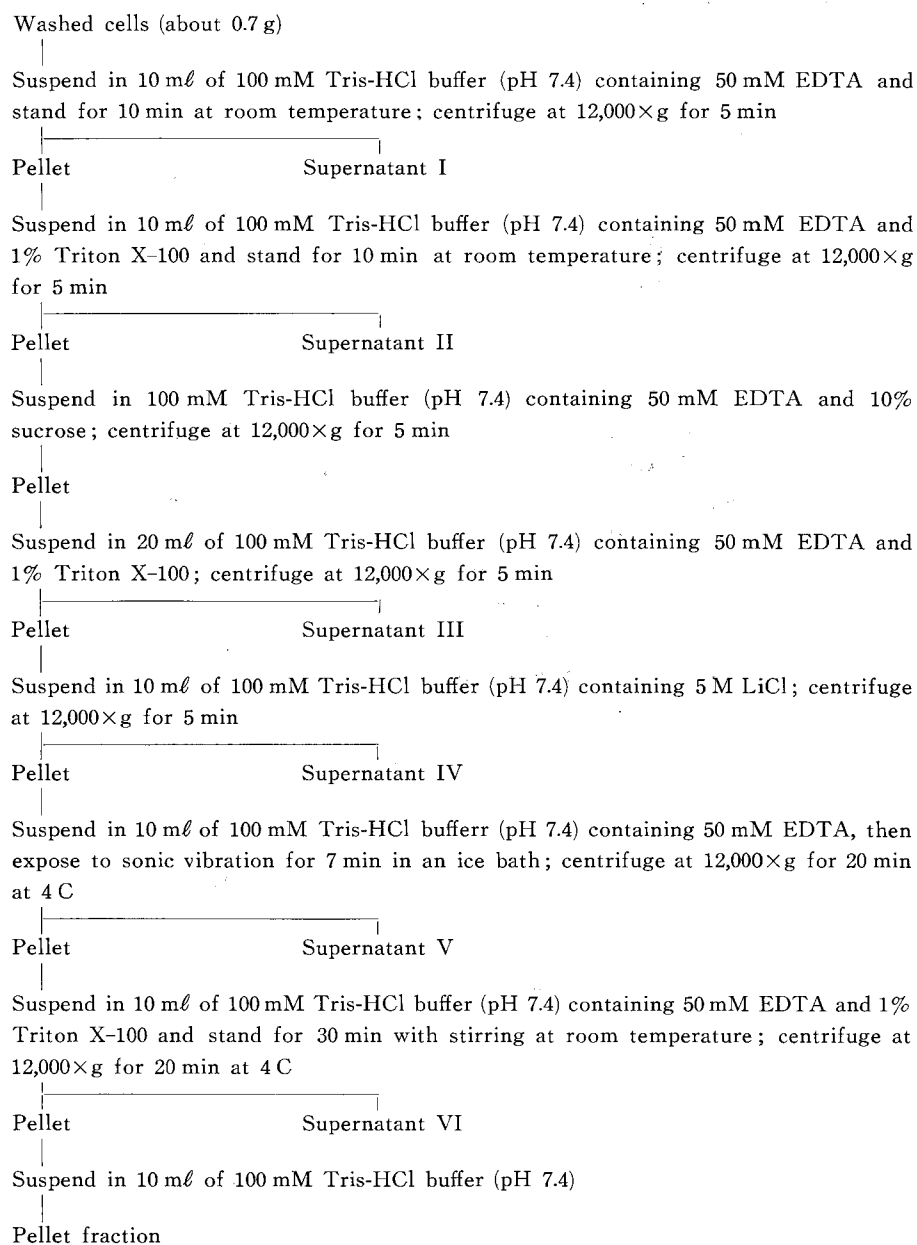 Washed cells (about 0.7 g)
Suspend in 10 mℓ of 100 mM Tris-HCl buffer (pH 7.4) containing 50 mM EDTA and
stand for 10 min at room temperature; centrifuge at 12,000×g for 5 min
Pellet Supernatant I
Suspend in 10 mℓ of 100 mM Tris-HCl buffer (pH 7.4) containing 50 mM EDTA and
1% Triton X-100 and stand for 10 min at room temperature; centrifuge at 12,000×g
for 5 min
Pellet Supernatant II
Suspend in 100 mM Tris-HCl buffer (pH 7.4) containing 50 mM EDTA and 10%
sucrose; centrifuge at 12,000×g for 5 min
Pellet
Suspend in 20 mℓ of 100 mM Tris-HCl buffer (pH 7.4) containing 50 mM EDTA and
1% Triton X-100; centrifuge at 12,000×g for 5 min
Pellet Supernatant III
Suspend in 10 mℓ of 100 mM Tris-HCl buffer (pH 7.4) containing 5 M LiCl; centrifuge
at 12,000×g for 5 min
Pellet Supernatant IV
Suspend in 10 mℓ of 100 mM Tris-HCl bufferr (pH 7.4) containing 50 mM EDTA, then
expose to sonic vibration for 7 min in an ice bath; centrifuge at 12,000×g for 20 min
at 4 C
Pellet Supernatant V
Suspend in 10 mℓ of 100 mM Tris-HCl buffer (pH 7.4) containing 50 mM EDTA and 1%
Triton X-100 and stand for 30 min with stirring at room temperature; centrifuge at
12,000×g for 20 min at 4 C
Pellet Supernatant VI
Suspend in 10 mℓ of 100 mM Tris-HCl buffer (pH 7.4)
Pellet fraction